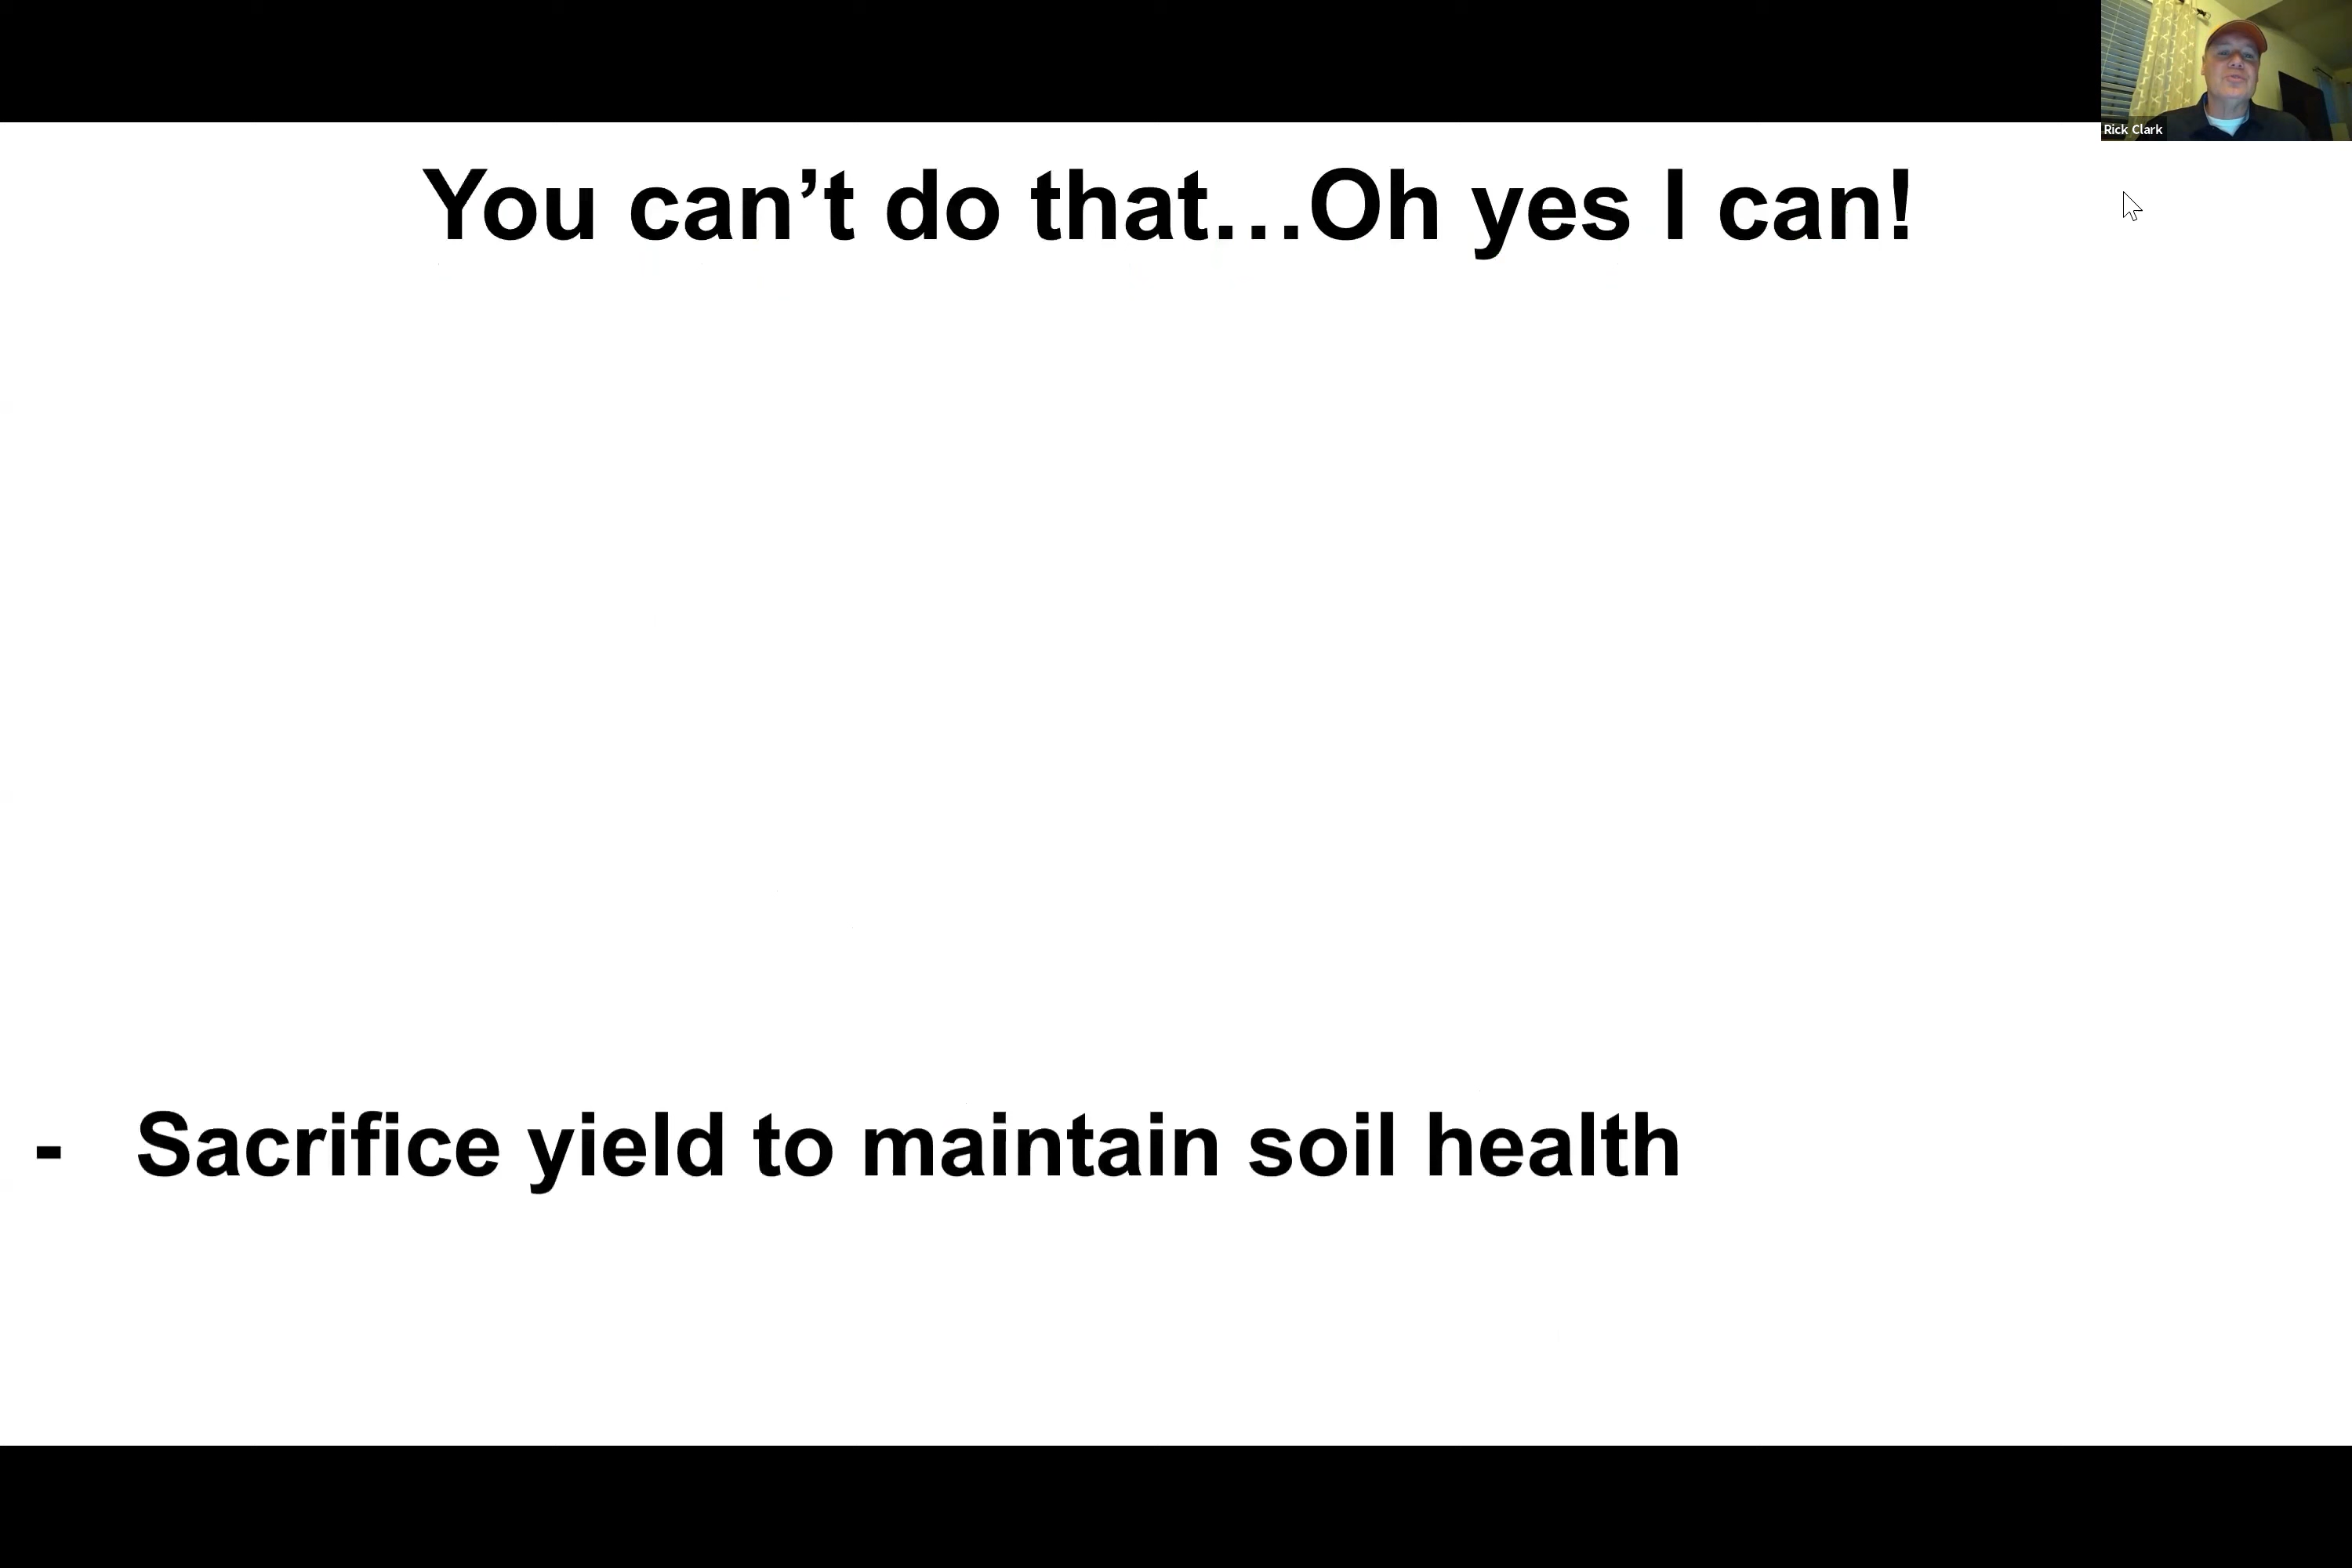 Rick Clark
You can’t do that...Oh yes I can!
- Sacrifice yield to maintain soil health